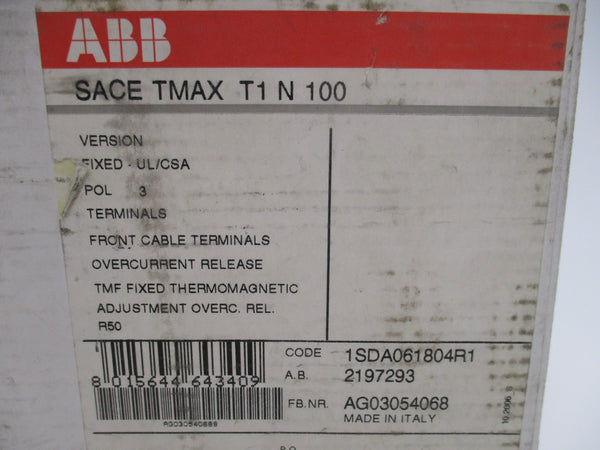 ABB
SACE TMAX T1 N 100
VERSION
FIXED - UL/CSA
POL 3
TERMINALS
FRONT CABLE TERMINALS
OVERCURRENT RELEASE
TMF FIXED THERMOMAGNETIC
ADJUSTMENT OVERC. REL.
R50
8 015644 643409
CODE 1SDA061804R1
A.B. 2197293
FB.NR. AG03054068
MADE IN ITALY